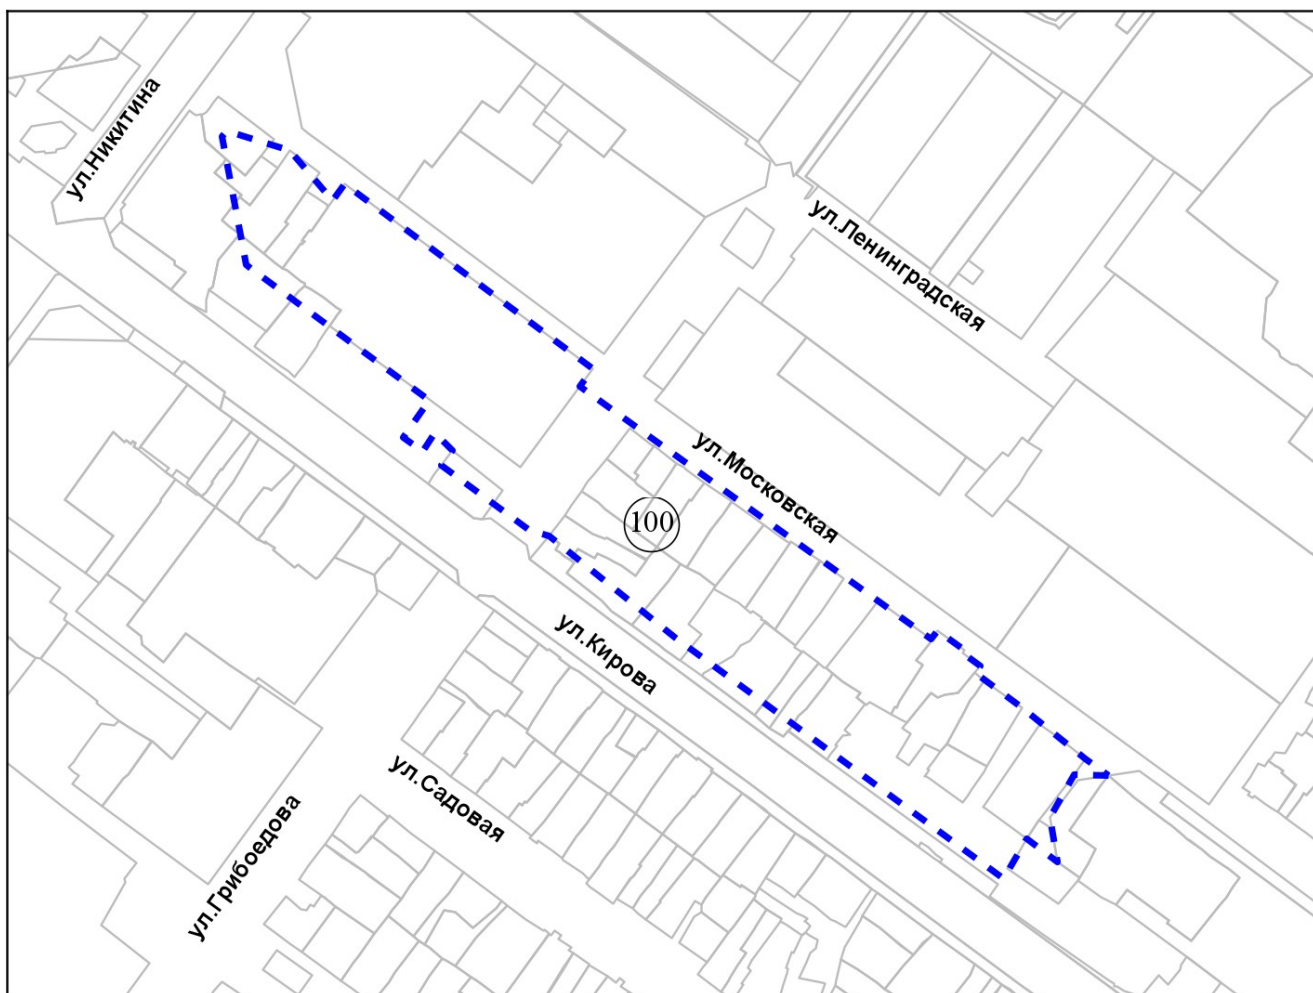 ул.Никитина
ул.Ленинградская
ул.Московская
100
ул.Кирова
ул.Садовая
ул.Грибоедова